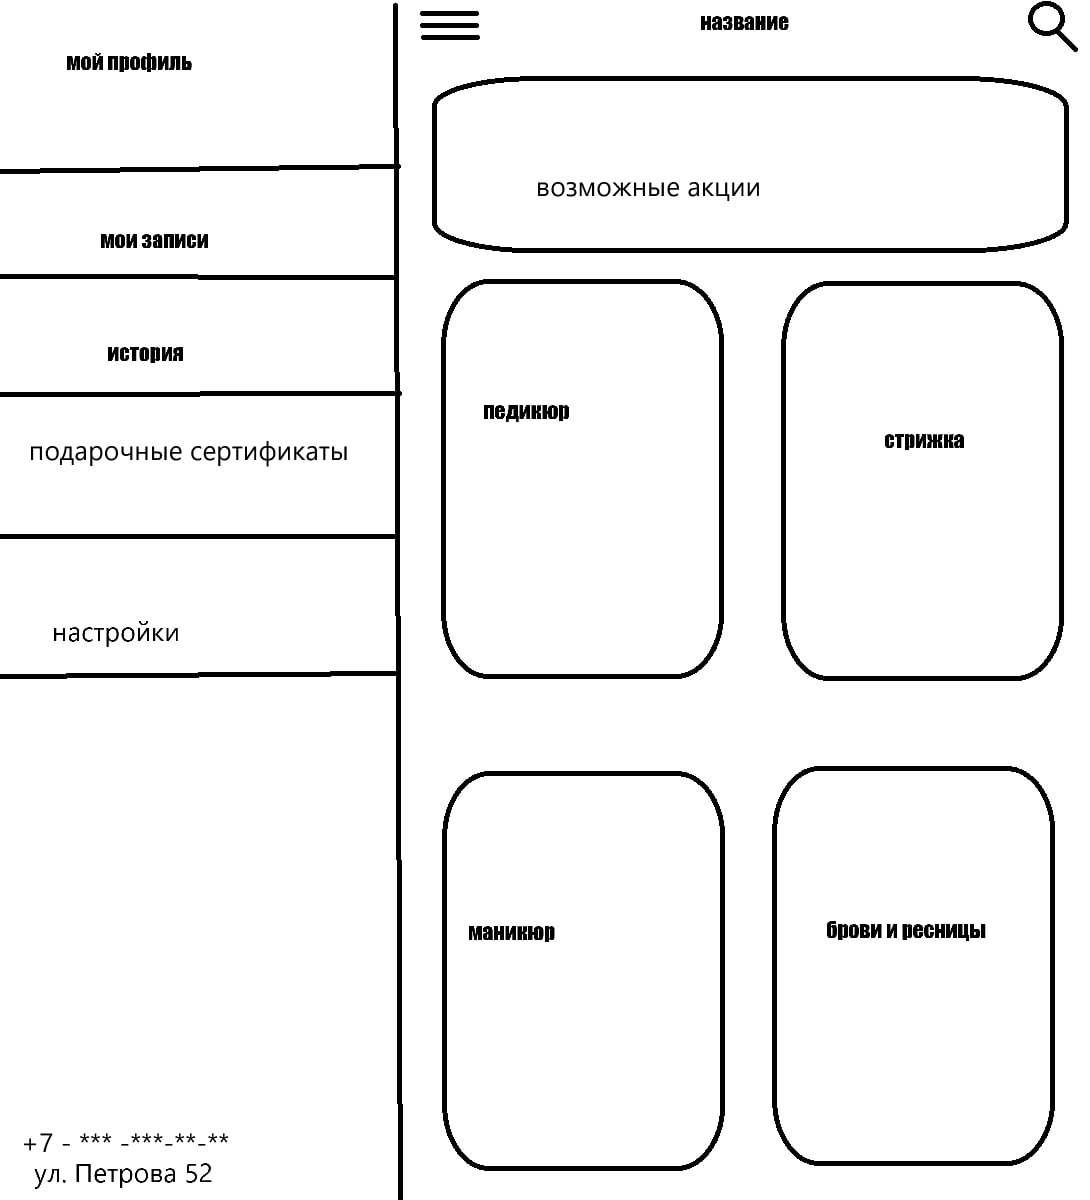 мой профиль
мои записи
история
подарочные сертификаты
настройки
+7 - *** -***-**-**
ул. Петрова 52
название
возможные акции
педикюр
стрижка
маникюр
брови и ресницы